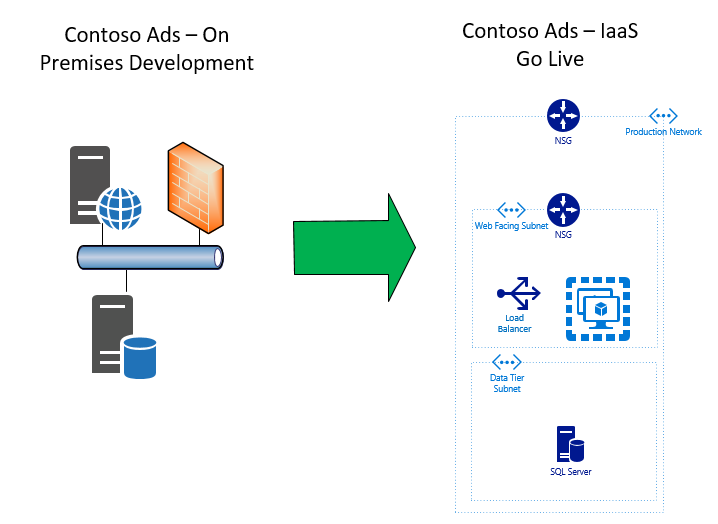 Contoso Ads – On
Premises Development
Contoso Ads – IaaS
Go Live
NSG
Production Network
Web Facing Subnet
NSG
Load
Balancer
Data Tier
Subnet
SQL Server